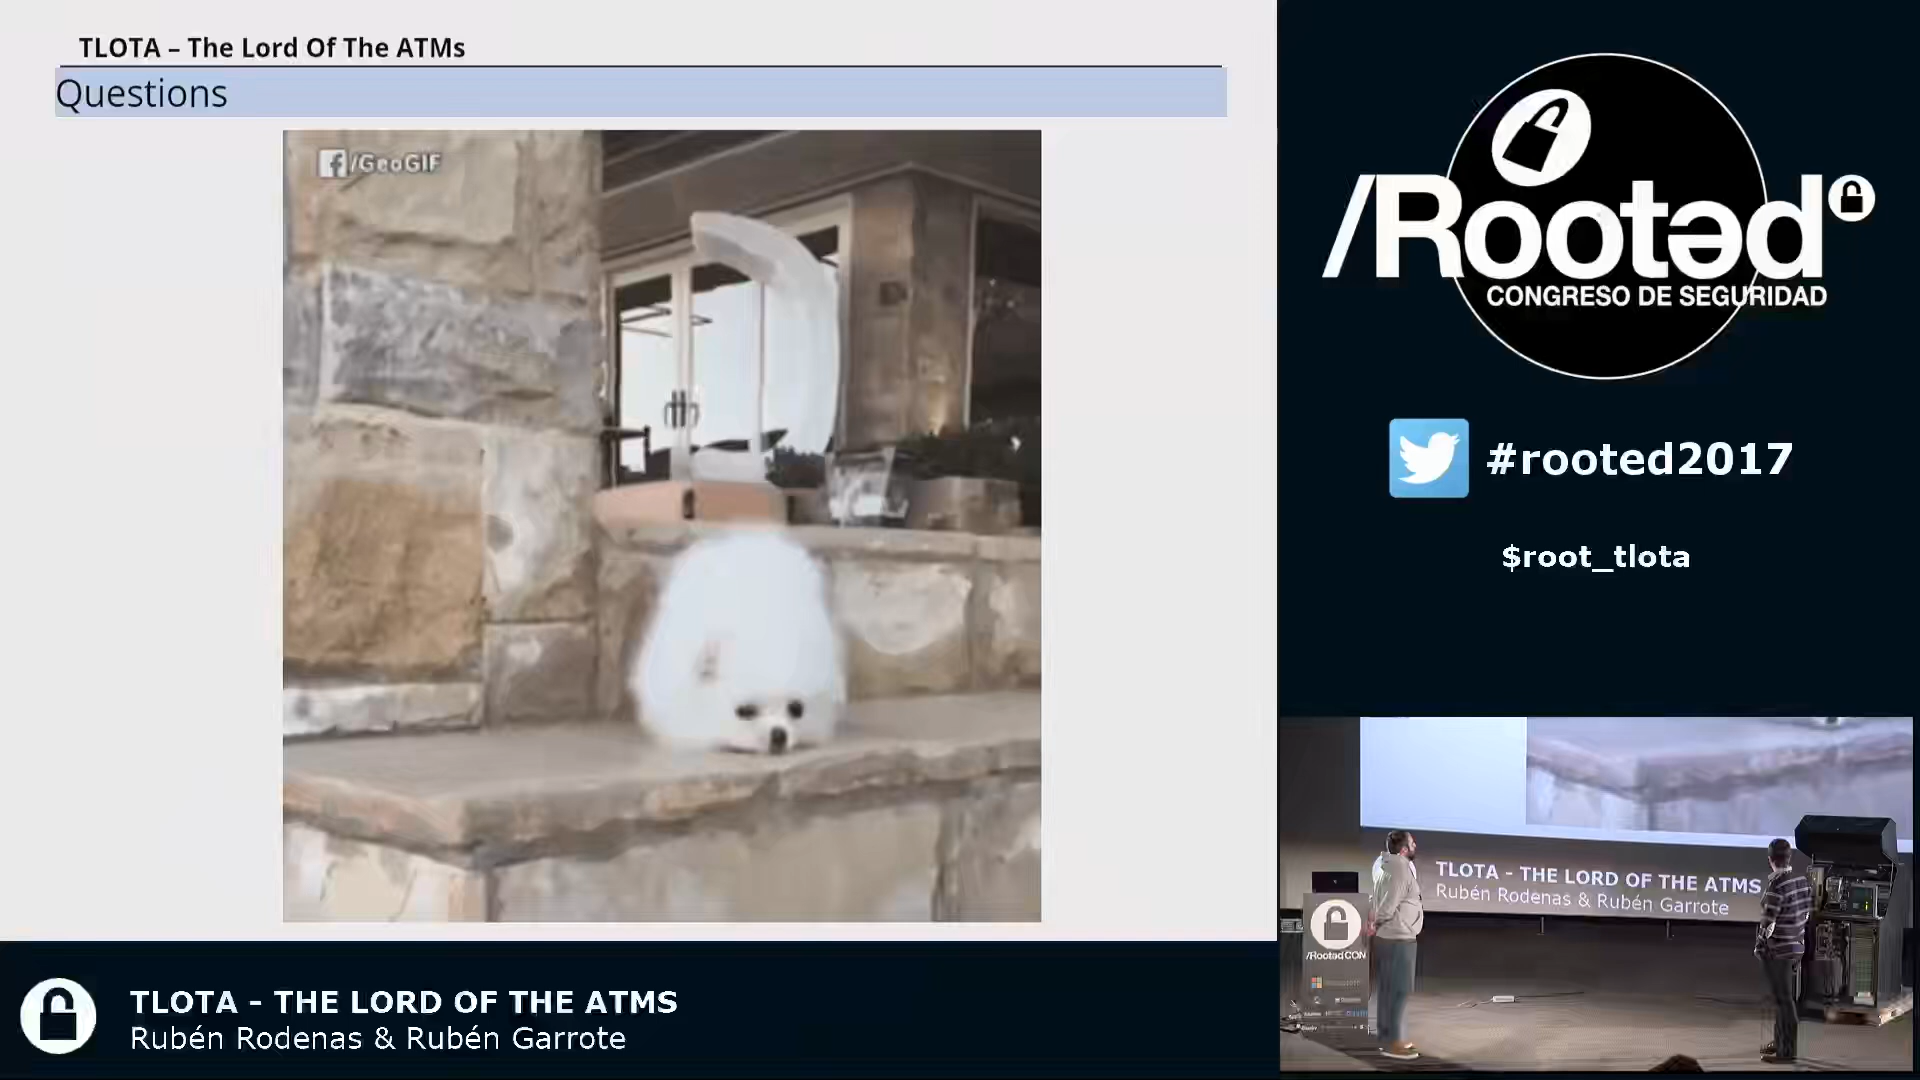 TLOTA – The Lord Of The ATMs
Questions
/GeoGIF
/Rooted
CONGRESO DE SEGURIDAD
#rooted2017
$root_tlota
TLOTA - THE LORD OF THE ATMS
Rubén Rodenas & Rubén Garrote
/RootedCON
TLOTA - THE LORD OF THE ATMS
Rubén Rodenas & Rubén Garrote